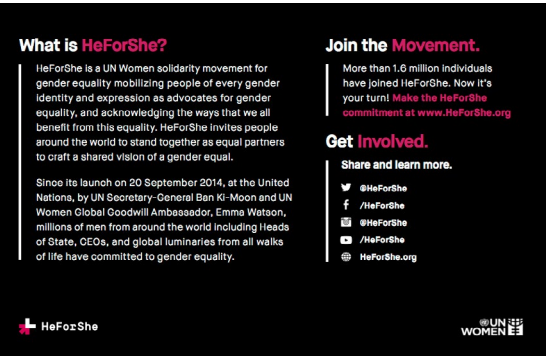 What is HeForShe?
HeForShe is a UN Women solidarity movement for
gender equality mobilizing people of every gender
identity and expression as advocates for gender
equality, and acknowledging the ways that we all
benefit from this equality. HeForShe invites people
around the world to stand together as equal partners
to craft a shared vision of a gender equal.
Since its launch on 20 September 2014, at the United
Nations, by UN Secretary-General Ban Ki-Moon and UN
Women Global Goodwill Ambassador, Emma Watson,
millions of men from around the world including Heads
of State, CEOs, and global luminaries from all walks
of life have committed to gender equality.
Join the Movement.
More than 1.6 million individuals
have joined HeForShe. Now it's
your turn! Make the HeForShe
commitment at www.HeForShe.org
Get Involved.
Share and learn more.
@HeForShe
/HeForShe
@HeForShe
/HeForShe
HeForShe.org
HeForShe
UN
WOMEN